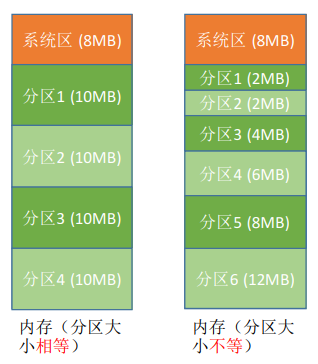 系统区 (8MB)
分区1 (10MB)
分区2 (10MB)
分区3 (10MB)
分区4 (10MB)
内存（分区大
小相等）
系统区 (8MB)
分区1 (2MB)
分区2 (2MB)
分区3 (4MB)
分区4 (6MB)
分区5 (8MB)
分区6 (12MB)
内存（分区大
小不等）